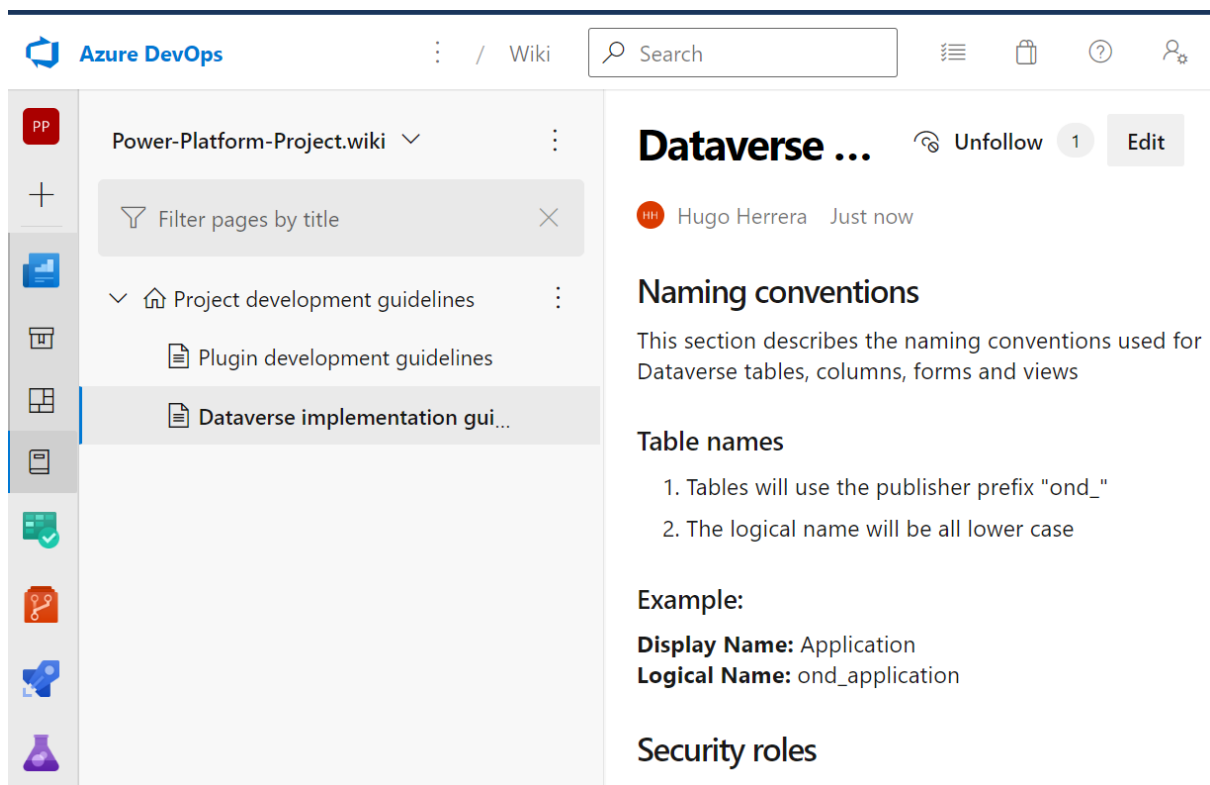 Azure DevOps
/ Wiki
Search
PP
Power-Platform-Project.wiki
Filter pages by title
Project development guidelines
Plugin development guidelines
Dataverse implementation gui...
Dataverse ...
Unfollow 1
Edit
HH Hugo Herrera Just now
Naming conventions
This section describes the naming conventions used for
Dataverse tables, columns, forms and views
Table names
1. Tables will use the publisher prefix "ond_"
2. The logical name will be all lower case
Example:
Display Name: Application
Logical Name: ond_application
Security roles